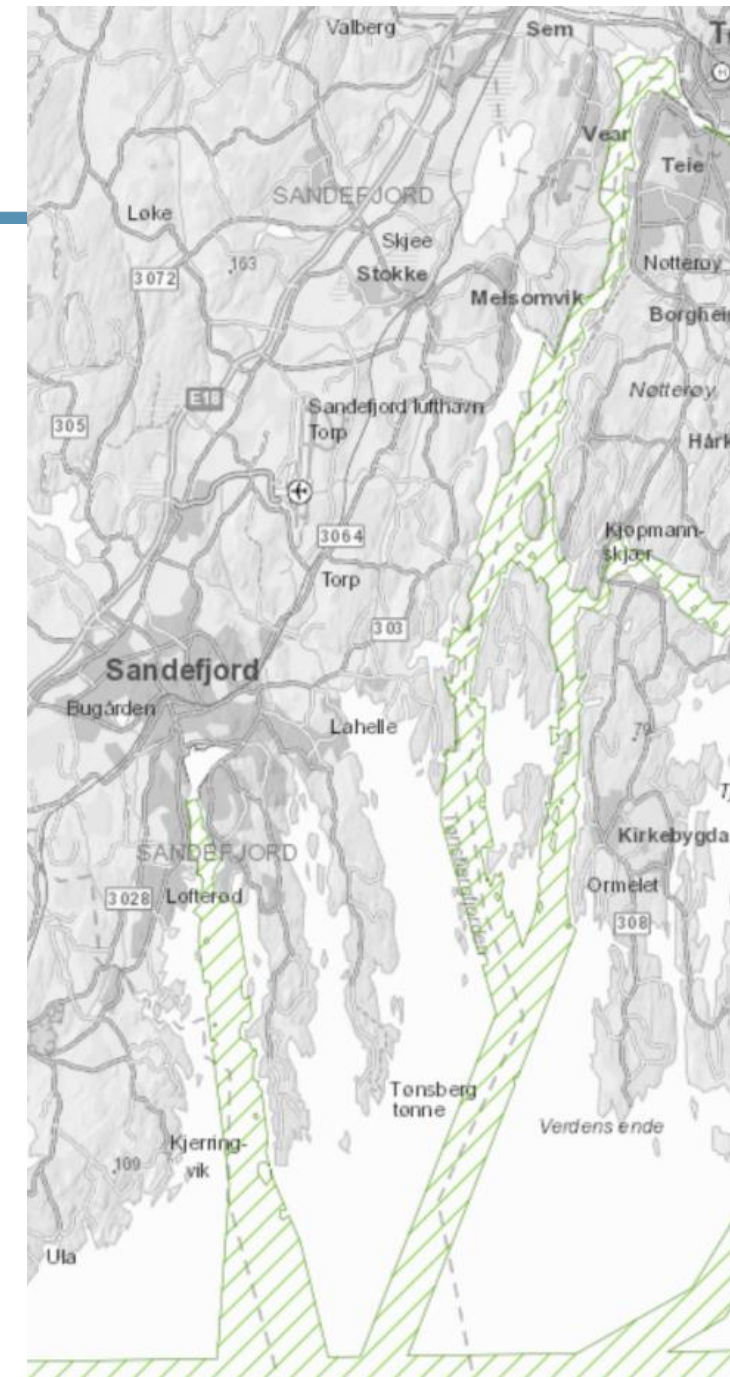 Valberg
Sem
Vear
Teie
SANDEFJORD
Løke
Skjee
163
Stokke
3072
Nøtterøy
Melsomvik
Nøtterøy
E18
Sandefjord lufthavn
Torp
305
Kjøpmann-
skjær
3064
Torp
303
Sandefjord
Bugården
Lahelle
79
Tønsbergfjorden
Kirkebygda
SANDEFJORD
3028
Lofterød
Ormelet
308
Tønsberg
tønne
Verdens ende
Kjerring-
vik
109
Ula